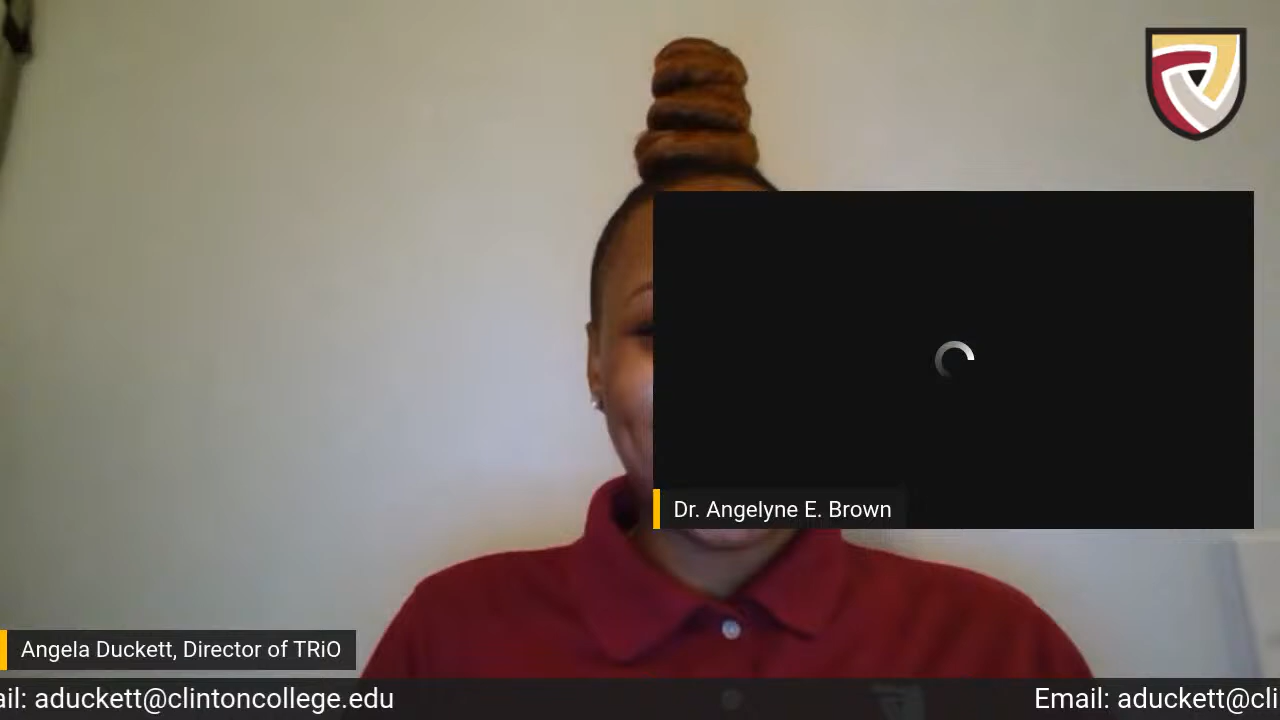 Dr. Angelyne E. Brown
Angela Duckett, Director of TRiO
ail: aduckett@clintoncollege.edu
Email: aduckett@cli